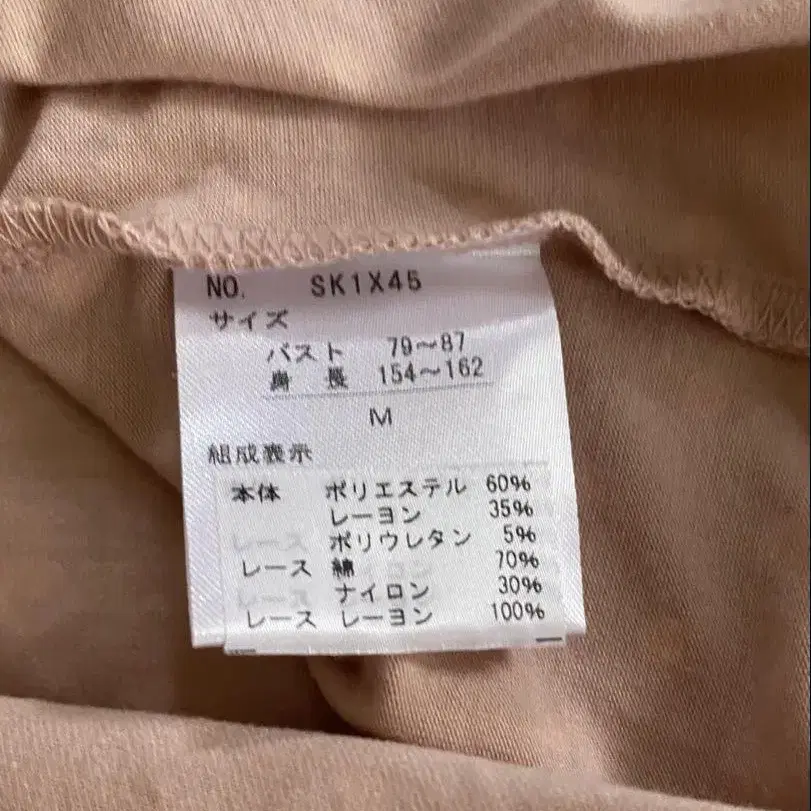 NO. SK1X45
サイズ
バスト 79～87
身長 154～162
M
組成表示
本体 ポリエステル 60%
レーヨン 35%
ポリウレタン 5%
レース 綿 70%
ナイロン 30%
レース レーヨン 100%